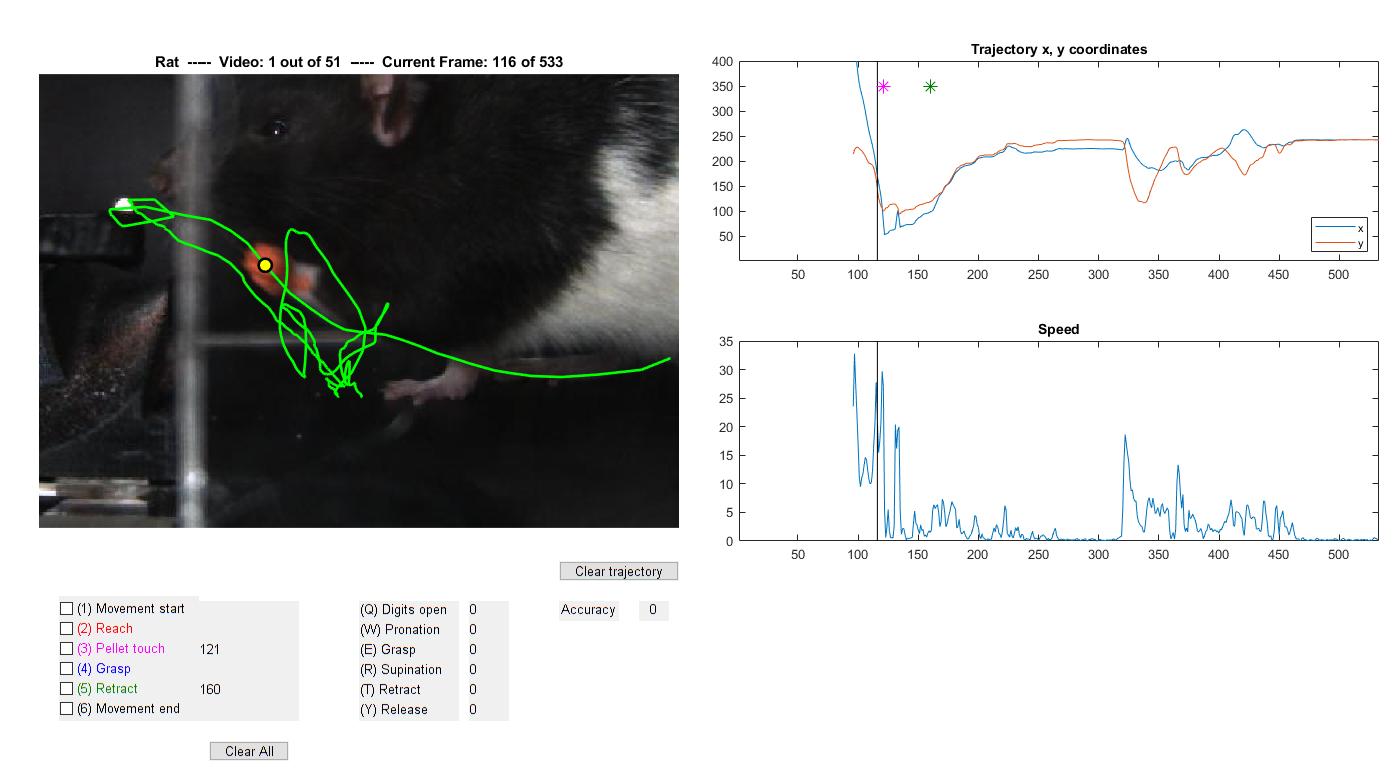 Rat ----- Video: 1 out of 51 ----- Current Frame: 116 of 533
Trajectory x, y coordinates
400
350
300
250
200
150
100
50
50 100 150 200 250 300 350 400 450 500
x
y
Speed
35
30
25
20
15
10
5
0
50 100 150 200 250 300 350 400 450 500
Clear trajectory
(1) Movement start
(2) Reach
(3) Pellet touch 121
(4) Grasp
(5) Retract 160
(6) Movement end
(Q) Digits open 0
(W) Pronation 0
(E) Grasp 0
(R) Supination 0
(T) Retract 0
(Y) Release 0
Accuracy 0
Clear All